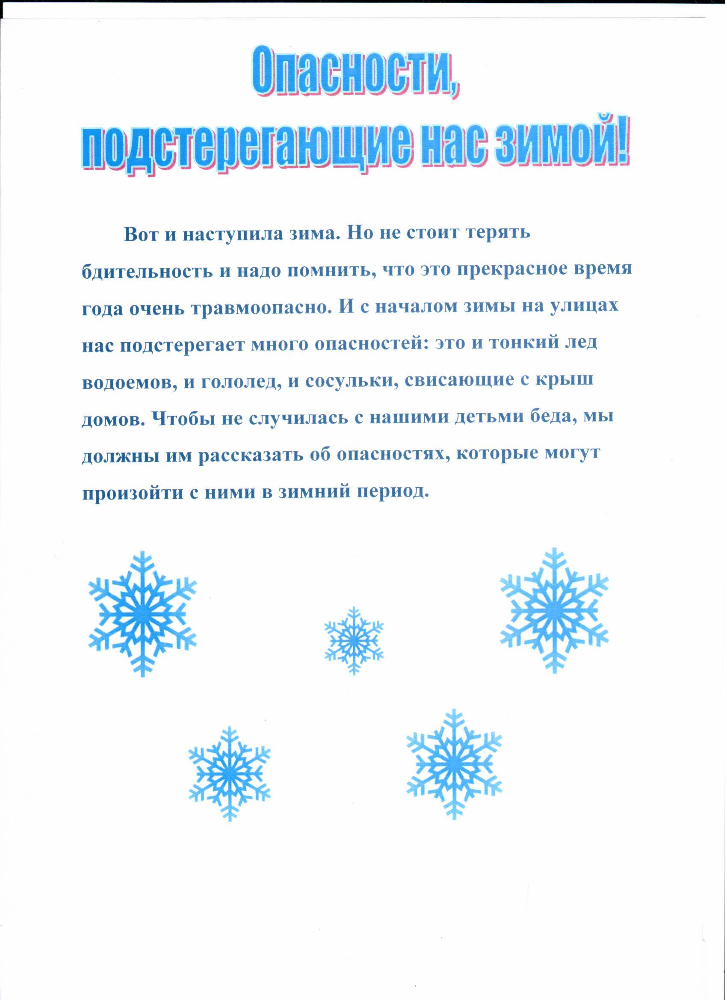 Опасности,
подстерегающие нас зимой!
Вот и наступила зима. Но не стоит терять
бдительность и надо помнить, что это прекрасное время
года очень травмоопасно. И с началом зимы на улицах
нас подстерегает много опасностей: это и тонкий лед
водоемов, и гололед, и сосульки, свисающие с крыш
домов. Чтобы не случилась с нашими детьми беда, мы
должны им рассказать об опасностях, которые могут
произойти с ними в зимний период.